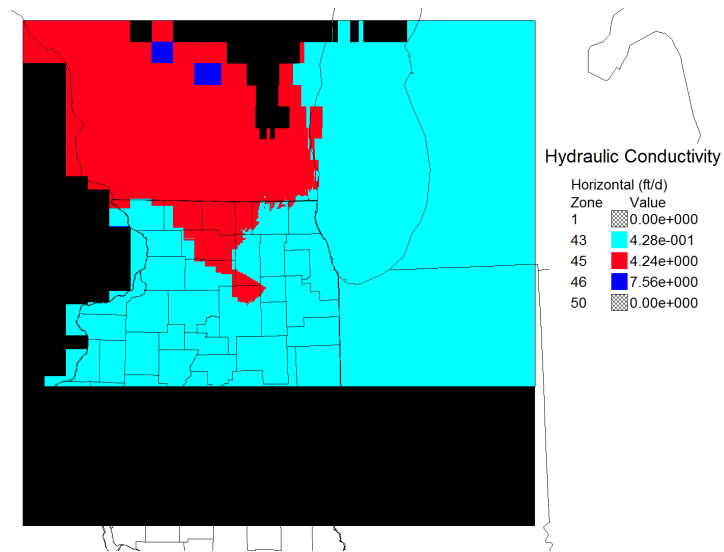 Hydraulic Conductivity
Horizontal (ft/d)
Zone Value
1 0.00e+000
43 4.28e-001
45 4.24e+000
46 7.56e+000
50 0.00e+000